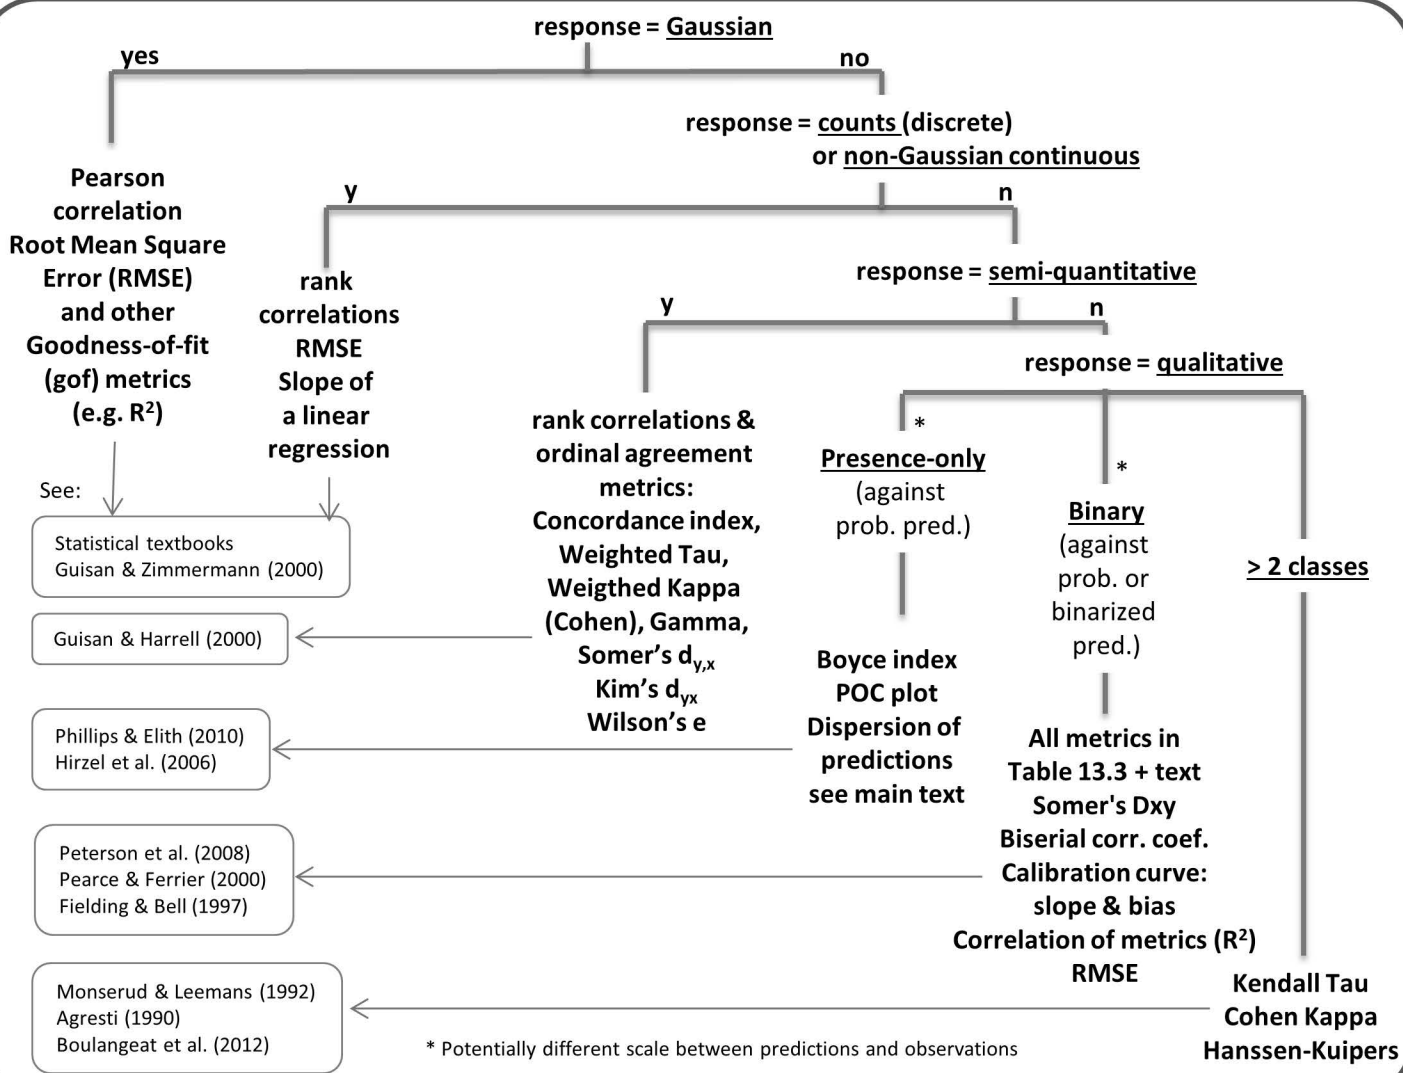 response = Gaussian
yes
no
response = counts (discrete)
or non-Gaussian continuous
y
n
Pearson
correlation
Root Mean Square
Error (RMSE)
and other
Goodness-of-fit
(gof) metrics
(e.g. R²)
rank
correlations
RMSE
Slope of
a linear
regression
response = semi-quantitative
y
n
response = qualitative
rank correlations &
ordinal agreement
metrics:
Concordance index,
Weighted Tau,
Weigthed Kappa
(Cohen), Gamma,
Somer’s dy,x
Kim’s dyx
Wilson’s e
*
Presence-only
(against
prob. pred.)
Boyce index
POC plot
Dispersion of
predictions
see main text
*
Binary
(against
prob. or
binarized
pred.)
All metrics in
Table 13.3 + text
Somer's Dxy
Biserial corr. coef.
Calibration curve:
slope & bias
Correlation of metrics (R²)
RMSE
> 2 classes
Kendall Tau
Cohen Kappa
Hanssen-Kuipers
See:
Statistical textbooks
Guisan & Zimmermann (2000)
Guisan & Harrell (2000)
Phillips & Elith (2010)
Hirzel et al. (2006)
Peterson et al. (2008)
Pearce & Ferrier (2000)
Fielding & Bell (1997)
Monserud & Leemans (1992)
Agresti (1990)
Boulangeat et al. (2012)
* Potentially different scale between predictions and observations